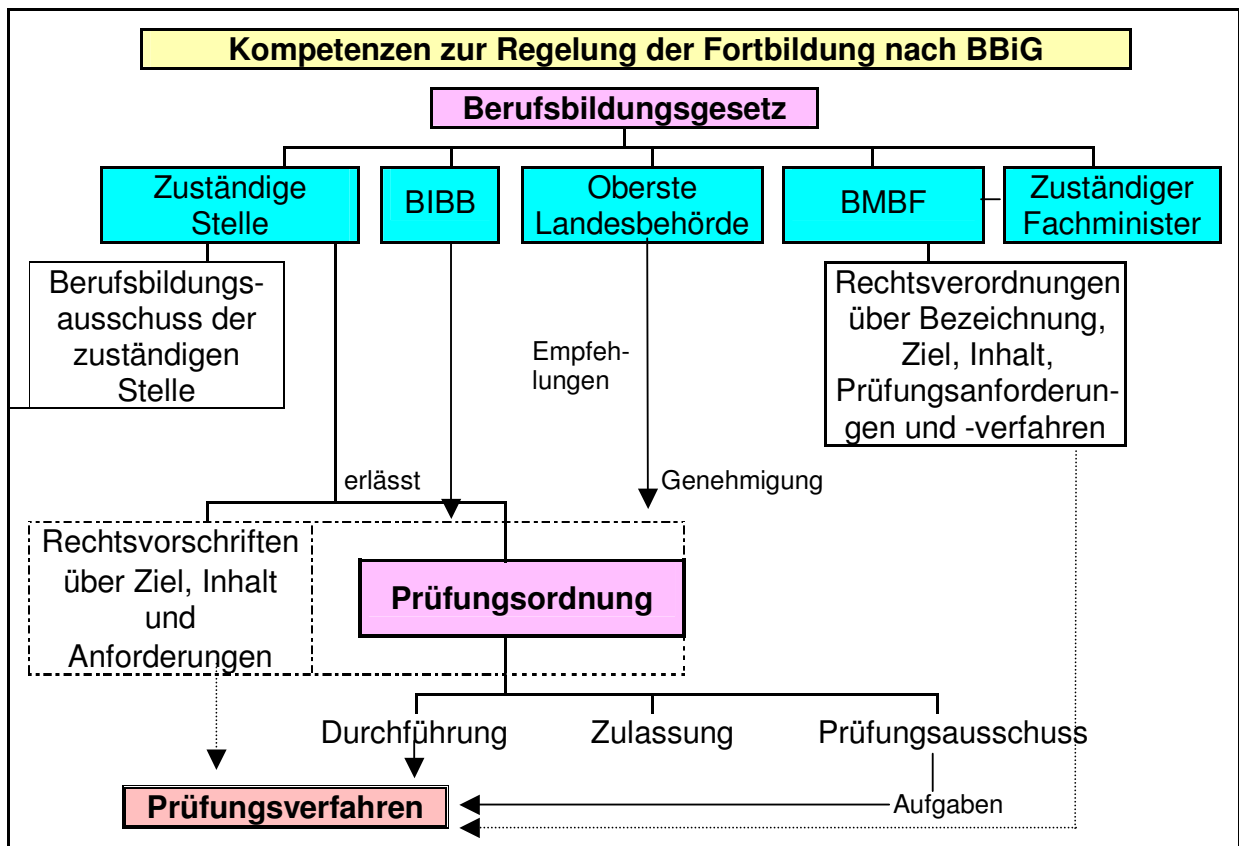 Kompetenzen zur Regelung der Fortbildung nach BBiG
Berufsbildungsgesetz
Zuständige
Stelle
BIBB
Oberste
Landesbehörde
BMBF
Zuständiger
Fachminister
Berufsbildungs-
ausschuss der
zuständigen
Stelle
Rechtsverordnungen
über Bezeichnung,
Ziel, Inhalt,
Prüfungsanforderun-
gen und -verfahren
Empfeh-
lungen
erlässt
Genehmigung
Rechtsvorschriften
über Ziel, Inhalt
und
Anforderungen
Prüfungsordnung
Durchführung
Zulassung
Prüfungsausschuss
Prüfungsverfahren
Aufgaben